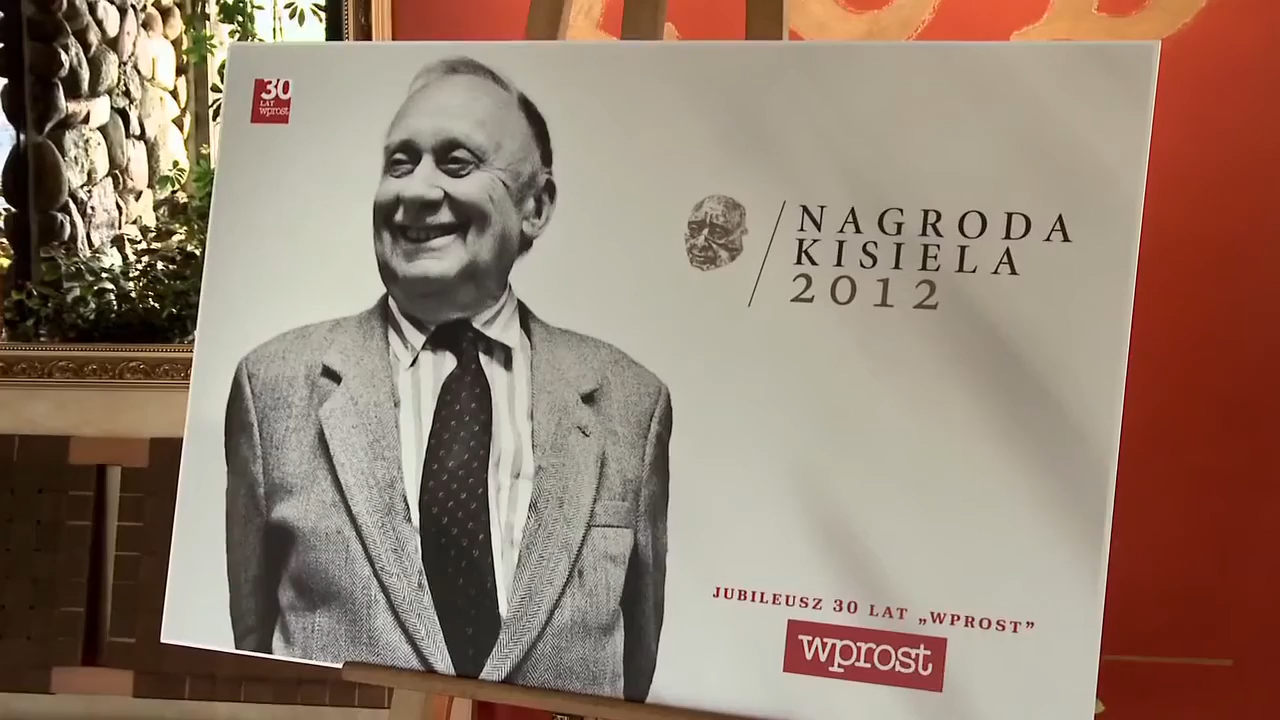 30
LAT
wprost
NAGRODA
KISIELA
2012
JUBILEUSZ 30 LAT „WPROST”
wprost